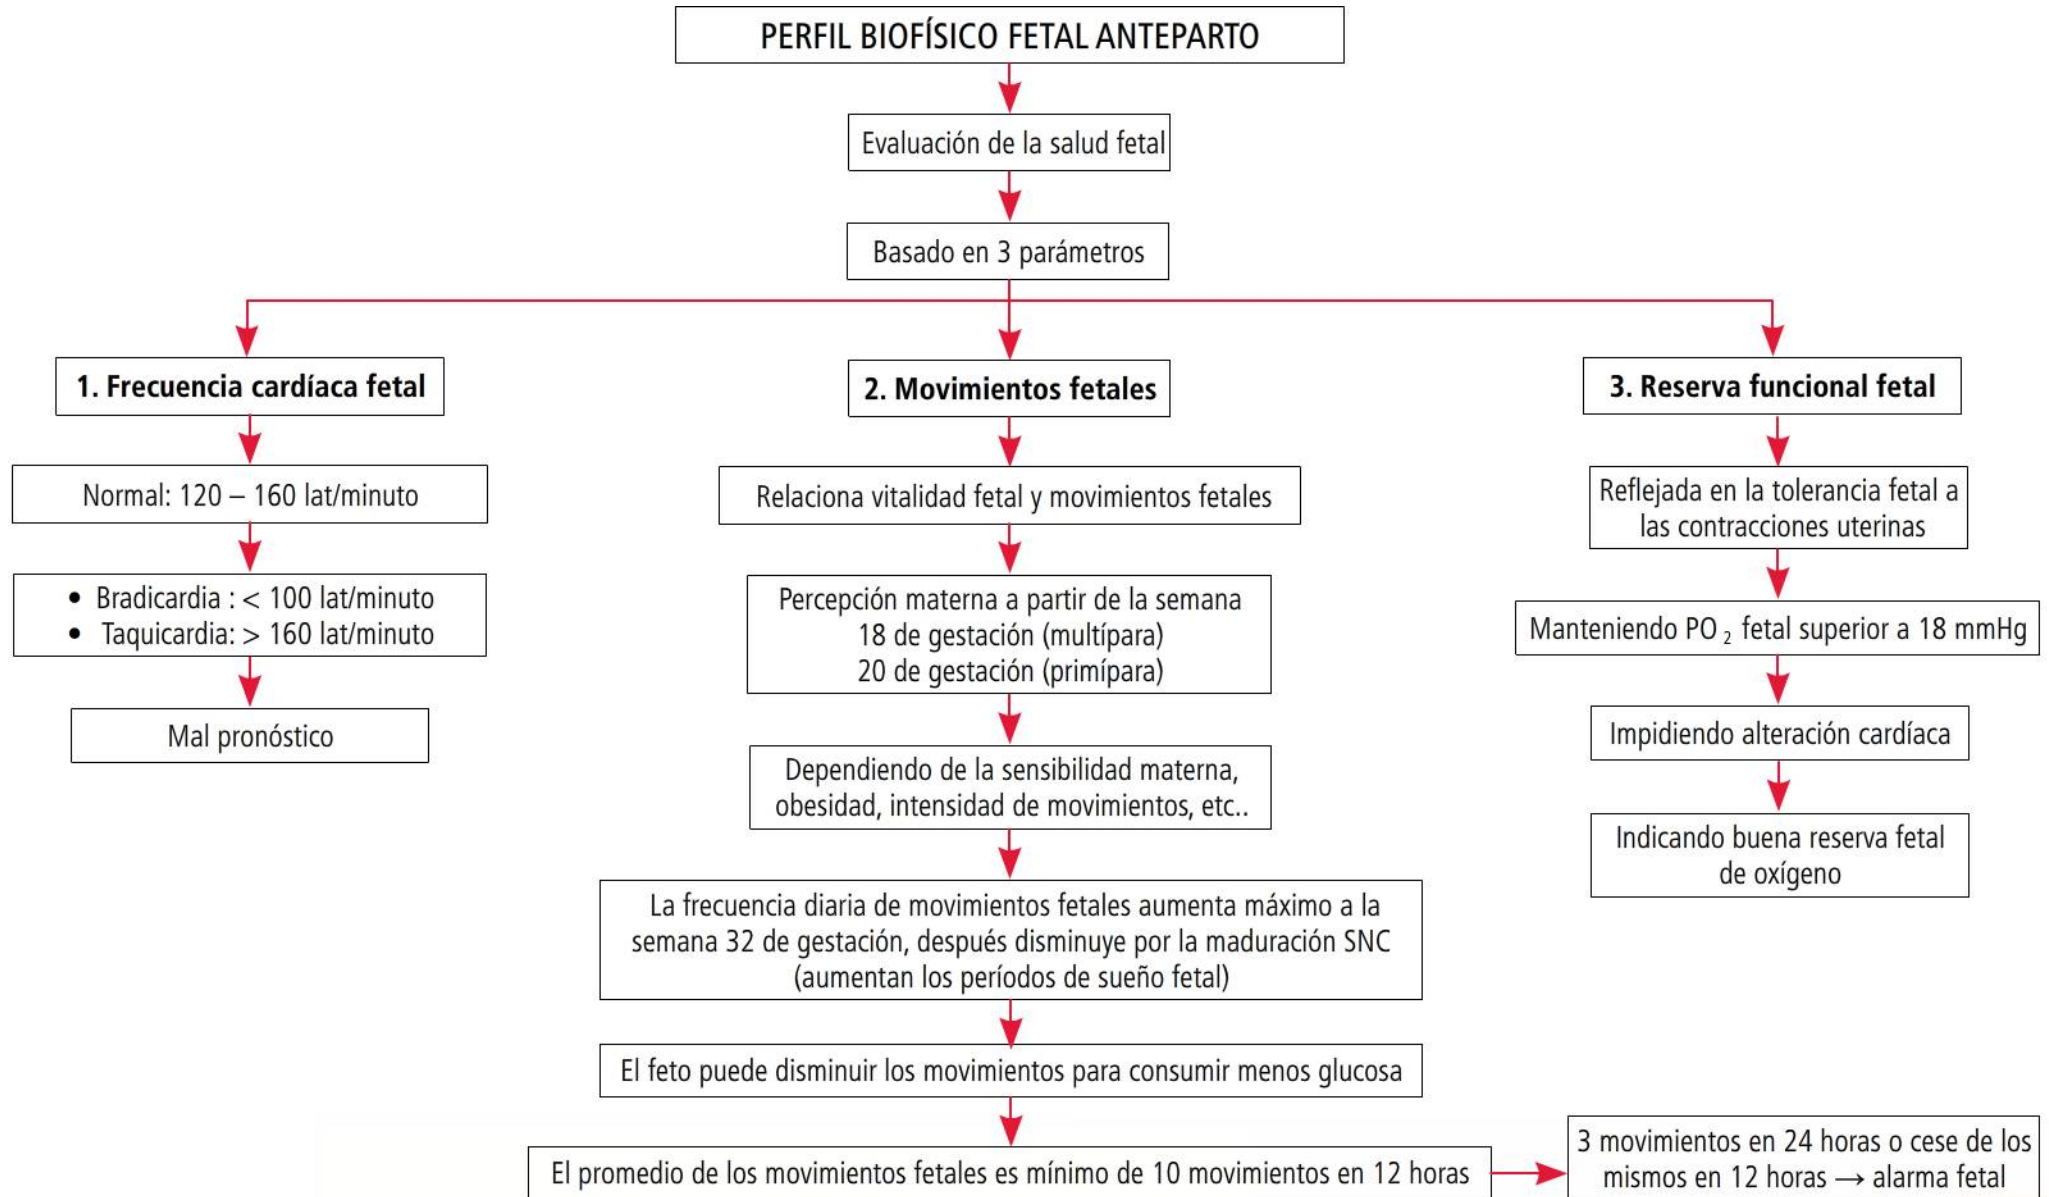 PERFIL BIOFÍSICO FETAL ANTEPARTO
Evaluación de la salud fetal
Basado en 3 parámetros
1. Frecuencia cardíaca fetal
Normal: 120 – 160 lat/minuto
• Bradicardia : < 100 lat/minuto
• Taquicardia: > 160 lat/minuto
Mal pronóstico
2. Movimientos fetales
Relaciona vitalidad fetal y movimientos fetales
Percepción materna a partir de la semana
18 de gestación (multípara)
20 de gestación (primípara)
Dependiendo de la sensibilidad materna,
obesidad, intensidad de movimientos, etc..
La frecuencia diaria de movimientos fetales aumenta máximo a la
semana 32 de gestación, después disminuye por la maduración SNC
(aumentan los períodos de sueño fetal)
El feto puede disminuir los movimientos para consumir menos glucosa
El promedio de los movimientos fetales es mínimo de 10 movimientos en 12 horas
3 movimientos en 24 horas o cese de los
mismos en 12 horas → alarma fetal
3. Reserva funcional fetal
Reflejada en la tolerancia fetal a
las contracciones uterinas
Manteniendo PO₂ fetal superior a 18 mmHg
Impidiendo alteración cardíaca
Indicando buena reserva fetal
de oxígeno